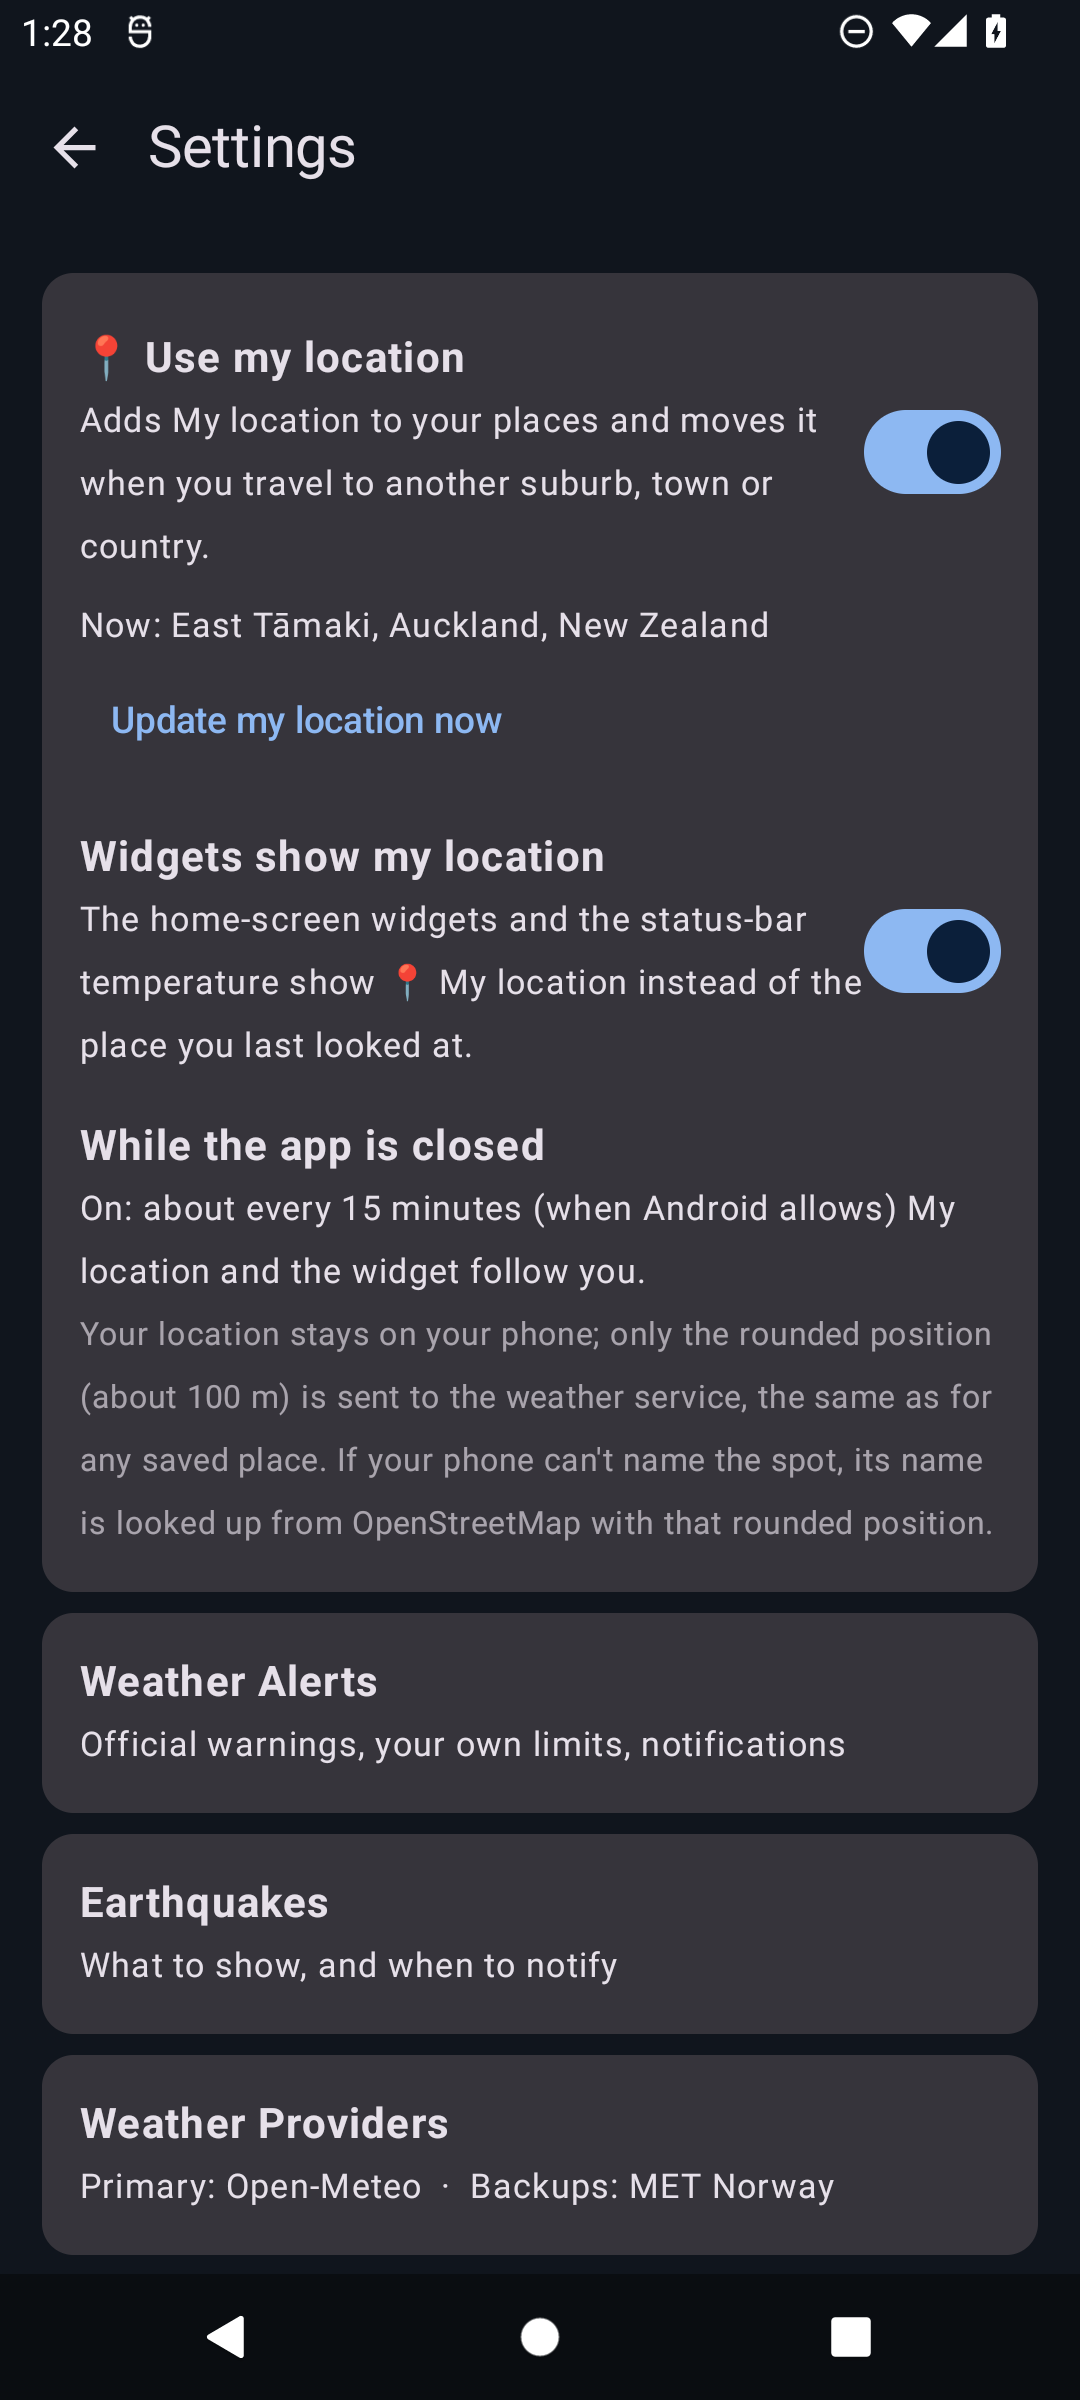 1:28
Settings
📍 Use my location
Adds My location to your places and moves it
when you travel to another suburb, town or
country.
Now: East Tāmaki, Auckland, New Zealand
Update my location now
Widgets show my location
The home-screen widgets and the status-bar
temperature show 📍 My location instead of the
place you last looked at.
While the app is closed
On: about every 15 minutes (when Android allows) My
location and the widget follow you.
Your location stays on your phone; only the rounded position
(about 100 m) is sent to the weather service, the same as for
any saved place. If your phone can't name the spot, its name
is looked up from OpenStreetMap with that rounded position.
Weather Alerts
Official warnings, your own limits, notifications
Earthquakes
What to show, and when to notify
Weather Providers
Primary: Open-Meteo · Backups: MET Norway